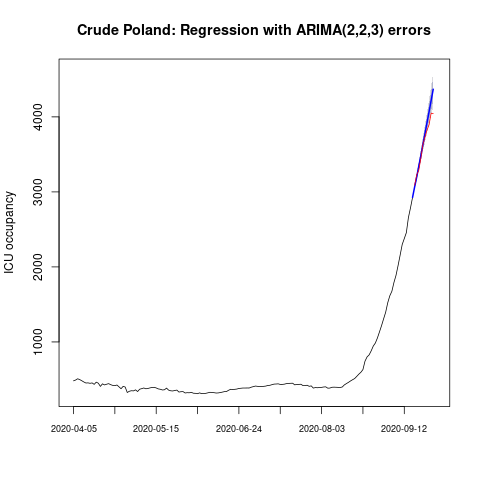 Crude Poland: Regression with ARIMA(2,2,3) errors
ICU occupancy
4000
3000
2000
1000
2020-04-05 2020-05-15 2020-06-24 2020-08-03 2020-09-12